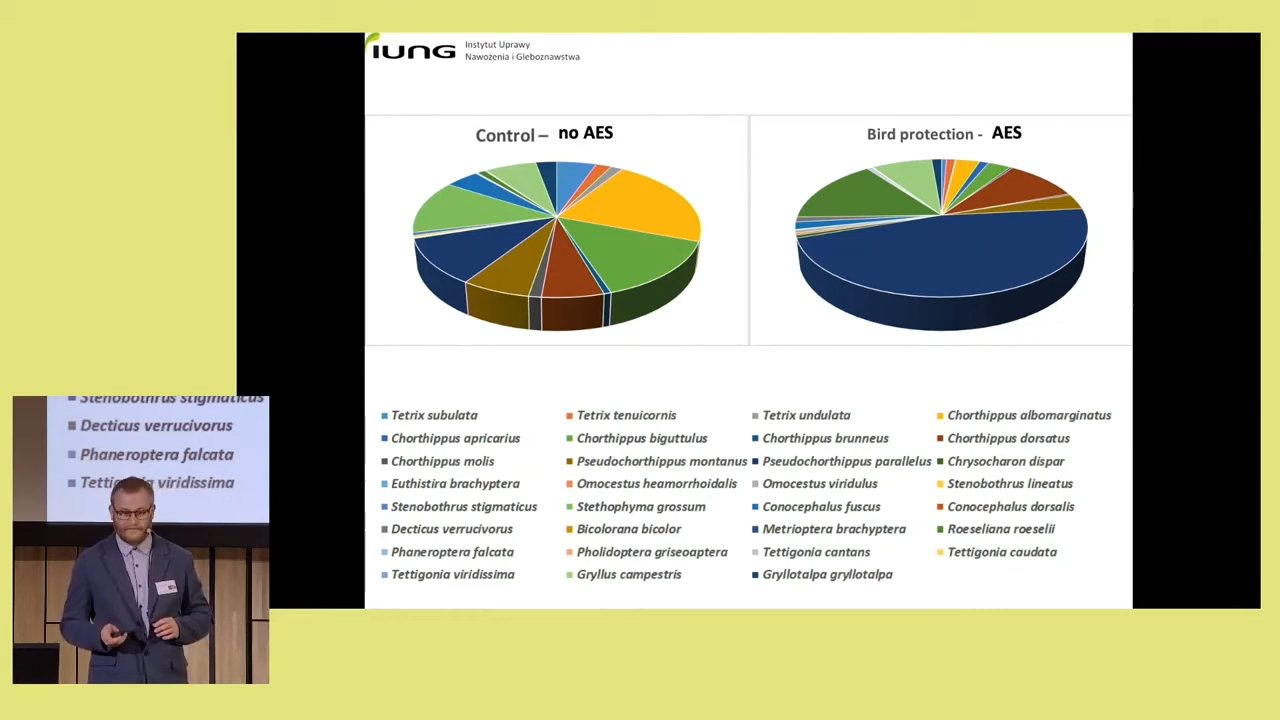 IUNG
Instytut Uprawy
Nawożenia i Gleboznawstwa
Control – no AES
Bird protection - AES
Tetrix subulata
Tetrix tenuicornis
Tetrix undulata
Chorthippus albomarginatus
Chorthippus apricarius
Chorthippus biguttulus
Chorthippus brunneus
Chorthippus dorsatus
Chorthippus molis
Pseudochorthippus montanus
Pseudochorthippus parallelus
Chrysocharon dispar
Euthistira brachyptera
Omocestus heamorrhoidalis
Omocestus viridulus
Stenobothrus lineatus
Stenobothrus stigmaticus
Stethophyma grossum
Conocephalus fuscus
Conocephalus dorsalis
Decticus verrucivorus
Bicolorana bicolor
Metrioptera brachyptera
Roeseliana roeselii
Phaneroptera falcata
Pholidoptera griseoaptera
Tettigonia cantans
Tettigonia caudata
Tettigonia viridissima
Gryllus campestris
Gryllotalpa gryllotalpa
Stenobothrus stigmaticus
Decticus verrucivorus
Phaneroptera falcata
viridissima